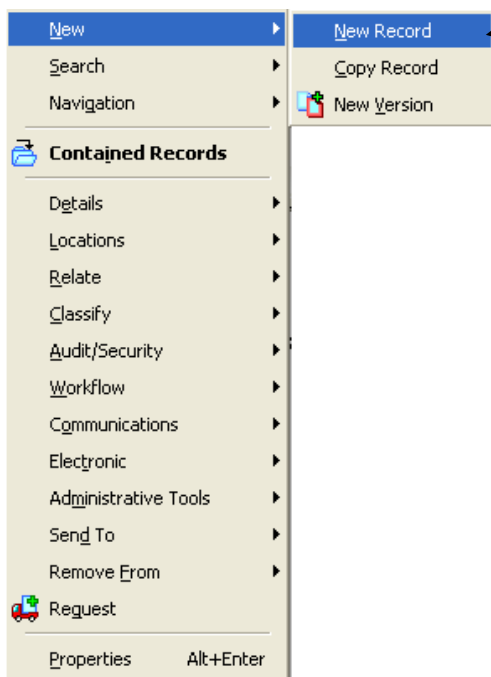 New
Search
Navigation
Contained Records
Details
Locations
Relate
Classify
Audit/Security
Workflow
Communications
Electronic
Administrative Tools
Send To
Remove From
Request
Properties Alt+Enter
New Record
Copy Record
New Version